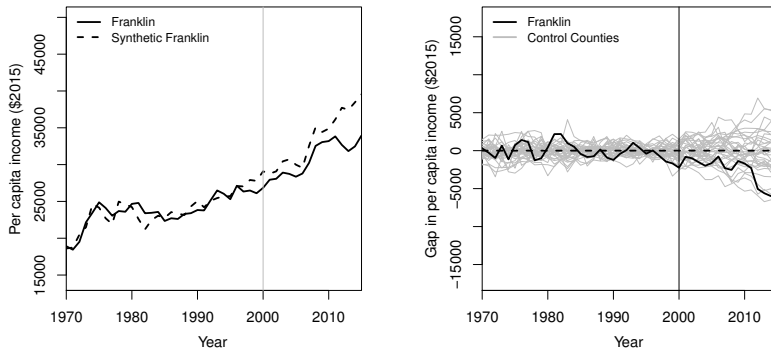 Franklin
Synthetic Franklin
Per capita income ($2015)
15000 25000 35000 45000
1970 1980 1990 2000 2010
Year
Franklin
Control Counties
Gap in per capita income ($2015)
−15000 −5000 0 5000 15000
1970 1980 1990 2000 2010
Year